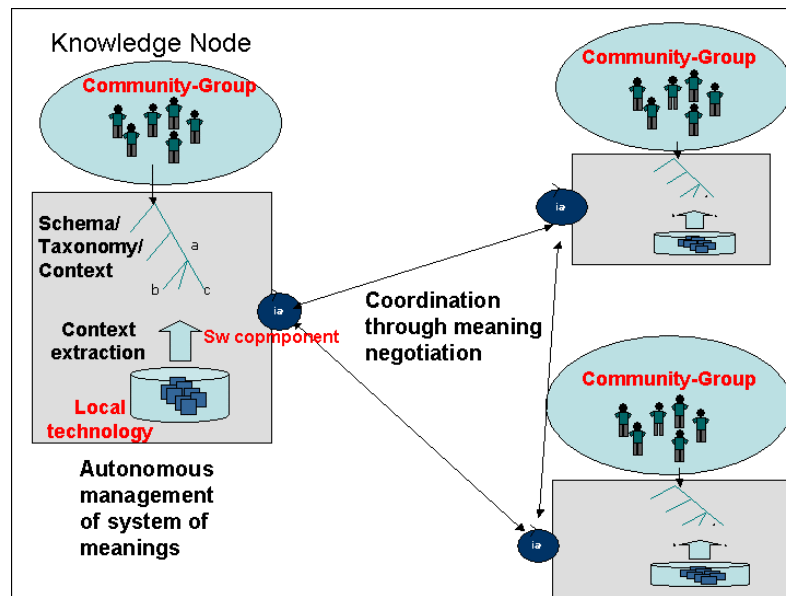 Knowledge Node
Community-Group
Schema/
Taxonomy/
Context
a
b
c
ia
Context
extraction
Sw copmponent
Local
technology
Autonomous
management
of system of
meanings
Coordination
through meaning
negotiation
Community-Group
ia
Community-Group
ia